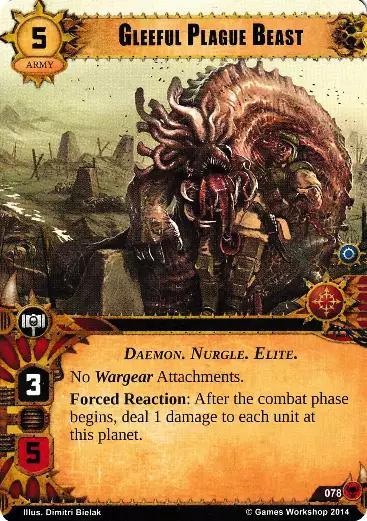 5
ARMY
GLEEFUL PLAGUE BEAST
DAEMON. NURGLE. ELITE.
3
No Wargear Attachments.
Forced Reaction: After the combat phase
begins, deal 1 damage to each unit at
this planet.
5
078
Illus. Dimitri Bielak
© Games Workshop 2014